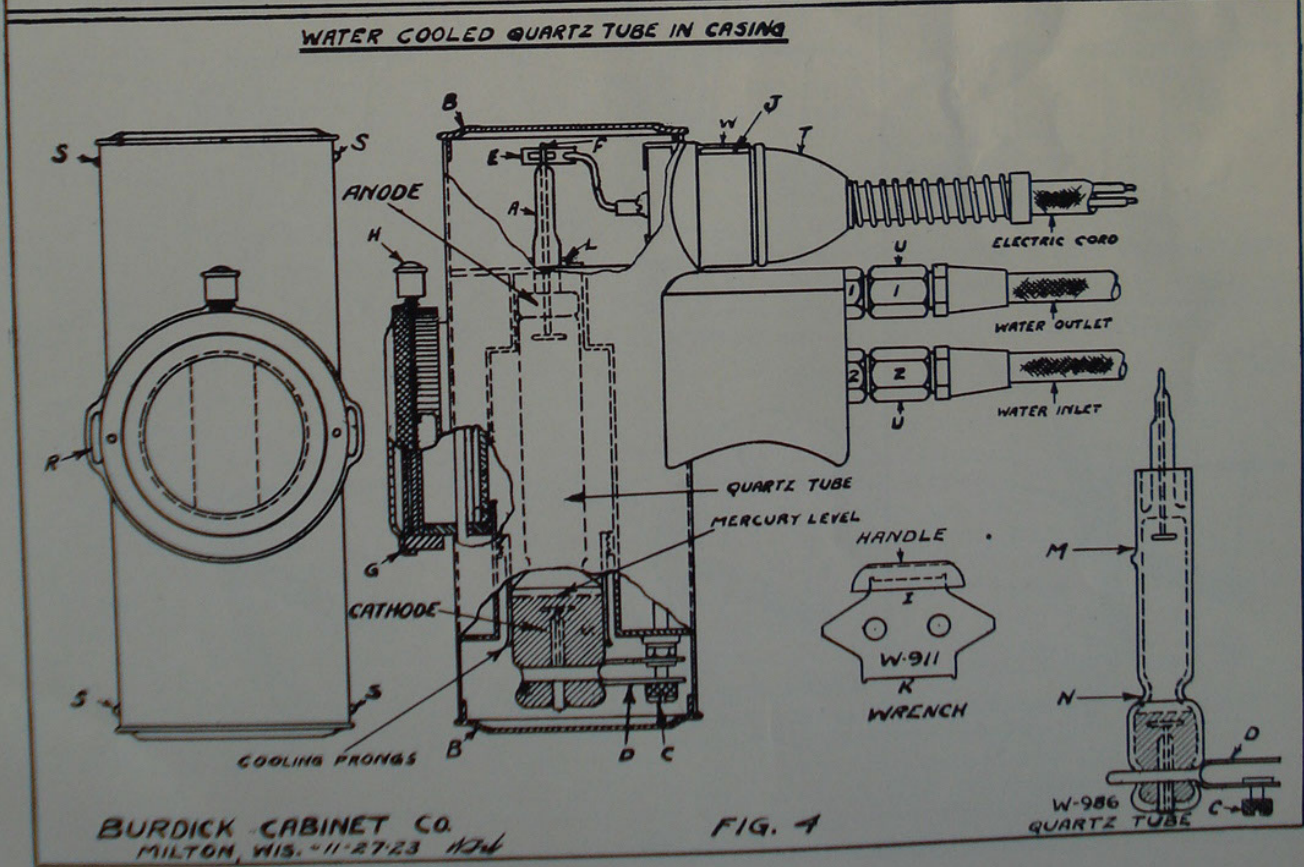 WATER COOLED QUARTZ TUBE IN CASING
B
J
W
T
S
S
E
F
ANODE
A
H
L
ELECTRIC CORD
U
1
1
WATER OUTLET
2
2
U
WATER INLET
R
QUARTZ TUBE
MERCURY LEVEL
HANDLE
M
G
I
CATHODE
W-911
K
WRENCH
N
S
S
COOLING PRONGS
B
D
C
D
W-986
C
QUARTZ TUBE
BURDICK CABINET CO.
FIG. 4
MILTON, WIS. 11-27-23